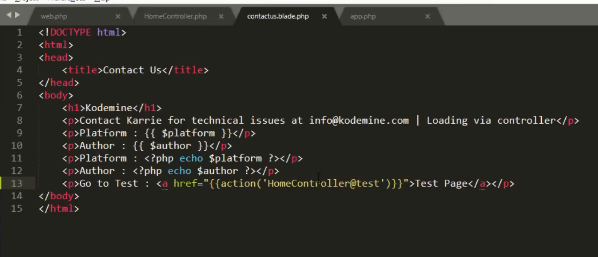 web.php × HomeController.php × contactus.blade.php × app.php ×
1 <!DOCTYPE html>
2 <html>
3 <head>
4 <title>Contact Us</title>
5 </head>
6 <body>
7 <h1>Kodemine</h1>
8 <p>Contact Karrie for technical issues at info@kodemine.com | Loading via controller</p>
9 <p>Platform : {{ $platform }}</p>
10 <p>Author : {{ $author }}</p>
11 <p>Platform : <?php echo $platform ?></p>
12 <p>Author : <?php echo $author ?></p>
13 <p>Go to Test : <a href="{{action('HomeController@test')}}">Test Page</a></p>
14 </body>
15 </html>